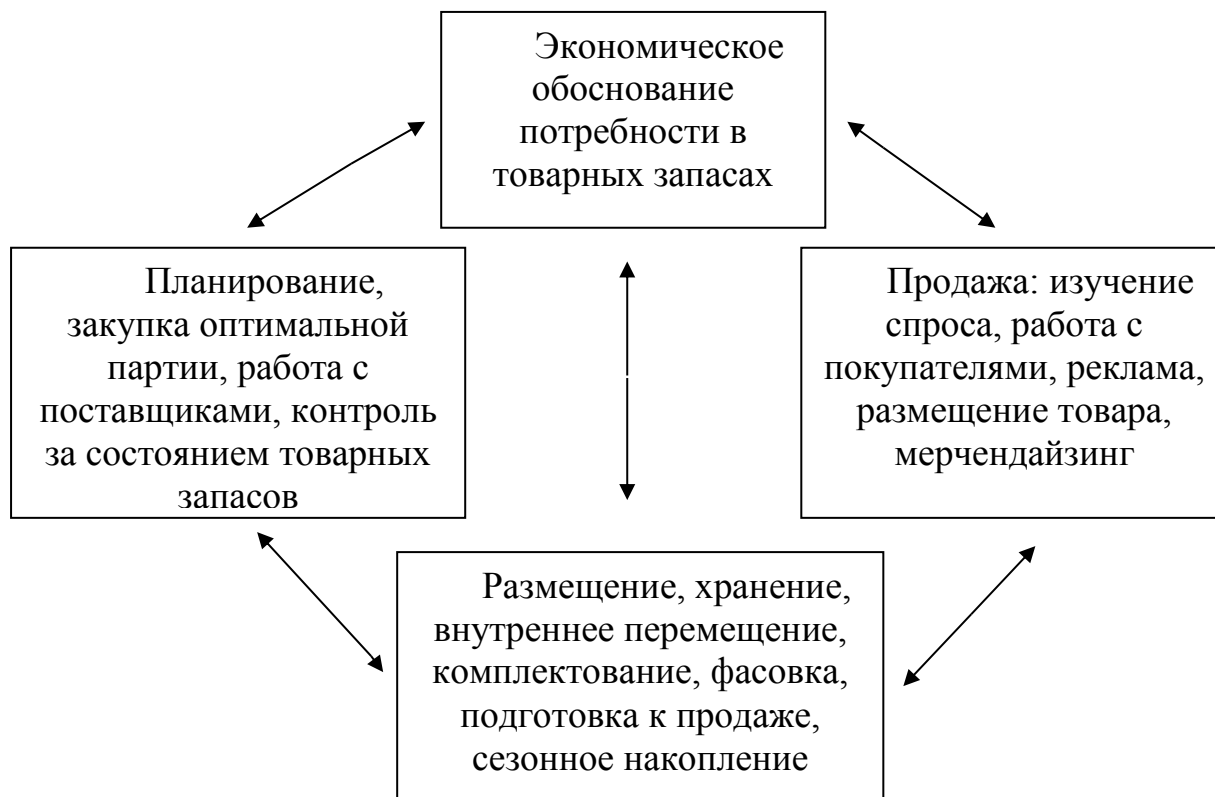 Экономическое
обоснование
потребности в
товарных запасах
Планирование,
закупка оптимальной
партии, работа с
поставщиками, контроль
за состоянием товарных
запасов
Продажа: изучение
спроса, работа с
покупателями, реклама,
размещение товара,
мерчендайзинг
Размещение, хранение,
внутреннее перемещение,
комплектование, фасовка,
подготовка к продаже,
сезонное накопление